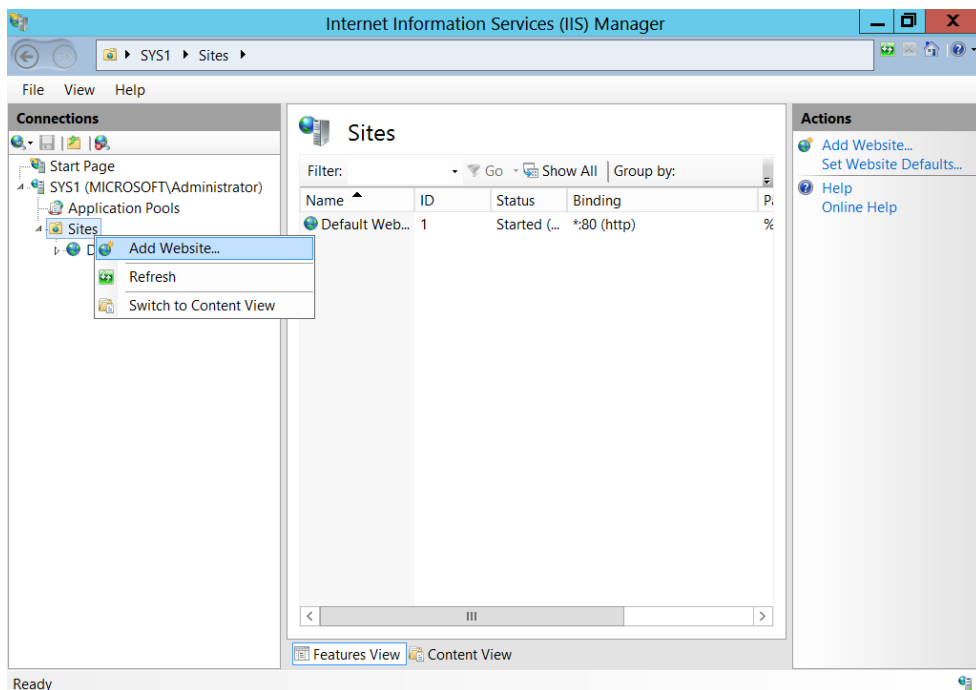 Internet Information Services (IIS) Manager
SYS1 Sites
File View Help
Connections
Start Page
SYS1 (MICROSOFT\Administrator)
Application Pools
Sites
D
Add Website...
Refresh
Switch to Content View
Sites
Filter: Go Show All Group by:
Name ID Status Binding
Default Web... 1 Started (... *:80 (http) %
Features View Content View
Actions
Add Website...
Set Website Defaults...
Help
Online Help
Ready